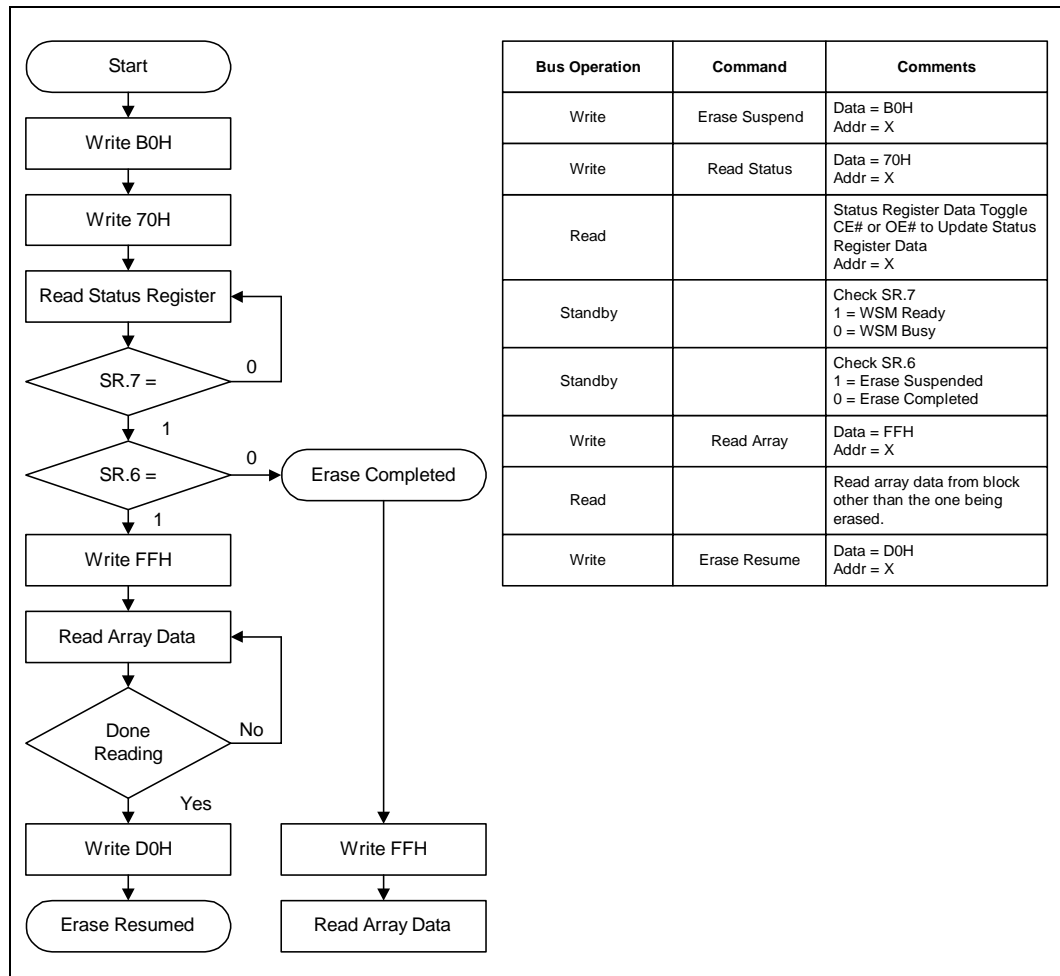 Start
Write B0H
Write 70H
Read Status Register
SR.7 =
0
1
SR.6 =
0
Erase Completed
1
Write FFH
Read Array Data
Done
Reading
No
Yes
Write D0H
Write FFH
Erase Resumed
Read Array Data
Bus Operation Command Comments
Write Erase Suspend Data = B0H
Addr = X
Write Read Status Data = 70H
Addr = X
Read Status Register Data Toggle
CE# or OE# to Update Status
Register Data
Addr = X
Standby Check SR.7
1 = WSM Ready
0 = WSM Busy
Standby Check SR.6
1 = Erase Suspended
0 = Erase Completed
Write Read Array Data = FFH
Addr = X
Read Read array data from block
other than the one being
erased.
Write Erase Resume Data = D0H
Addr = X